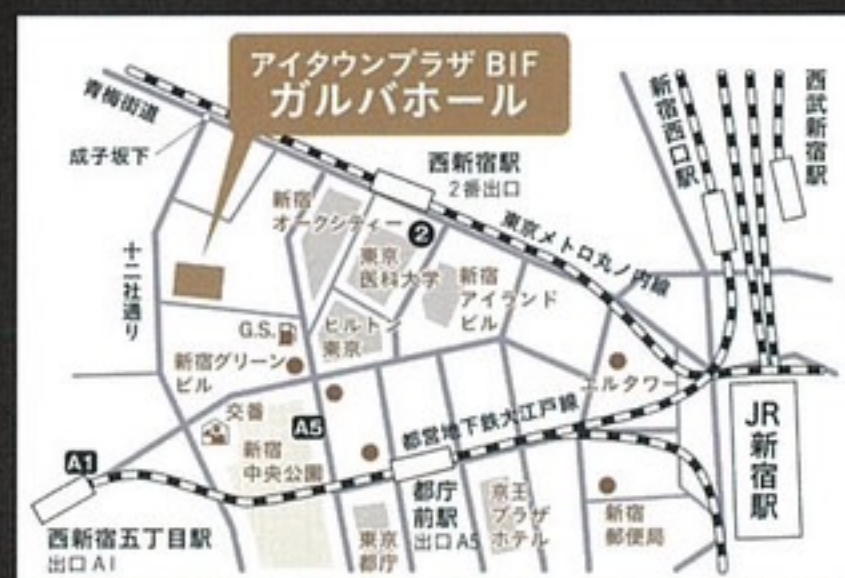 アイタウンプラザ B1F
ガルバホール
青梅街道
成子坂下
西新宿駅
2番出口
新宿西口駅
西武新宿駅
新宿
オークシティー
2
東京
医科大学
東京メトロ丸ノ内線
十二社通り
新宿
アイランド
ビル
G.S.
ヒルトン
東京
新宿グリーン
ビル
エルタワー
交番
A5
都営地下鉄大江戸線
JR新宿駅
A1
新宿
中央公園
西新宿五丁目駅
出口 A1
東京
都庁
都庁
前駅
出口 A5
京王
プラザ
ホテル
新宿
郵便局